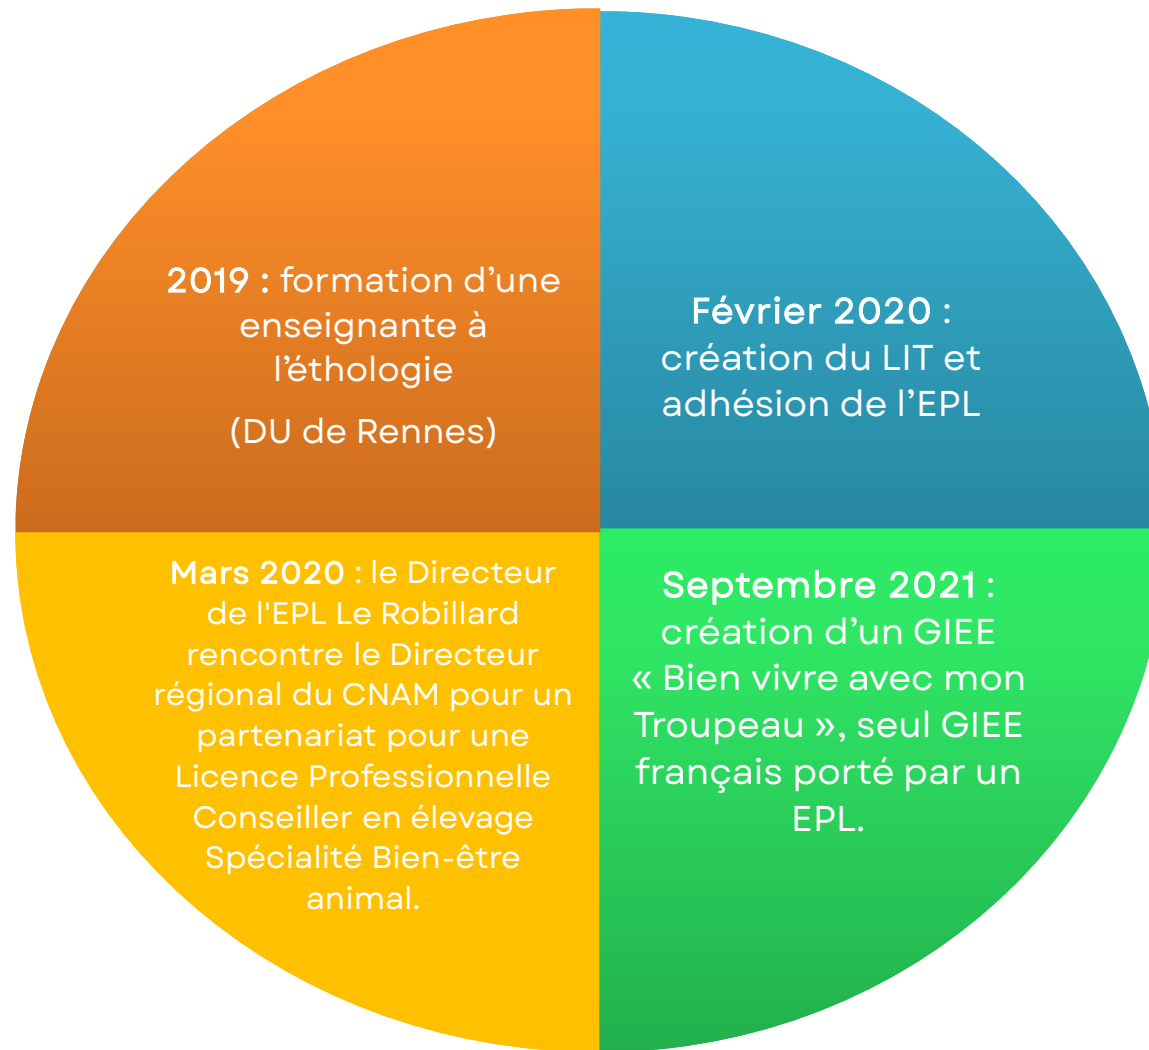 2019 : formation d’une
enseignante à
l’éthologie
(DU de Rennes)
Février 2020 :
création du LIT et
adhésion de l’EPL
Mars 2020 : le Directeur
de l'EPL Le Robillard
rencontre le Directeur
régional du CNAM pour un
partenariat pour une
Licence Professionnelle
Conseiller en élevage
Spécialité Bien-être
animal.
Septembre 2021 :
création d’un GIEE
« Bien vivre avec mon
Troupeau », seul GIEE
français porté par un
EPL.